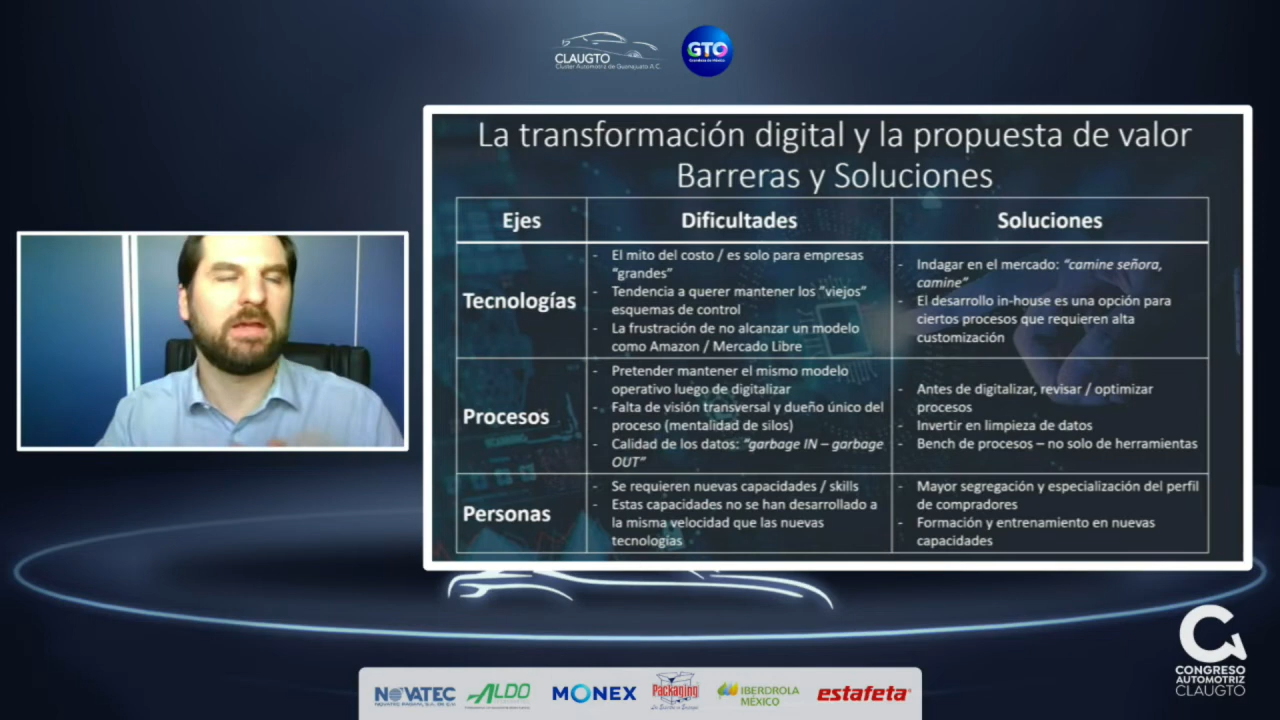 CLAUGTO
Cluster Automotriz de Guanajuato A.C.
GTO
Grandeza de México
La transformación digital y la propuesta de valor
Barreras y Soluciones
Ejes
Dificultades
Soluciones
Tecnologías
- El mito del costo / es solo para empresas
"grandes"
- Tendencia a querer mantener los "viejos"
esquemas de control
- La frustración de no alcanzar un modelo
como Amazon / Mercado Libre
- Indagar en el mercado: "camine señora,
camine"
- El desarrollo in-house es una opción para
ciertos procesos que requieren alta
customización
Procesos
- Pretender mantener el mismo modelo
operativo luego de digitalizar
- Falta de visión transversal y dueño único del
proceso (mentalidad de silos)
- Calidad de los datos: "garbage IN – garbage
OUT"
- Antes de digitalizar, revisar / optimizar
procesos
- Invertir en limpieza de datos
- Bench de procesos – no solo de herramientas
Personas
- Se requieren nuevas capacidades / skills
- Estas capacidades no se han desarrollado a
la misma velocidad que las nuevas
tecnologías
- Mayor segregación y especialización del perfil
de compradores
- Formación y entrenamiento en nuevas
capacidades
CONGRESO
AUTOMOTRIZ
CLAUGTO
NOVATEC
NOVATEC PAGANI, S.A. DE C.V.
ALDO
MONEX
Packaging
IBERDROLA
MÉXICO
estafeta